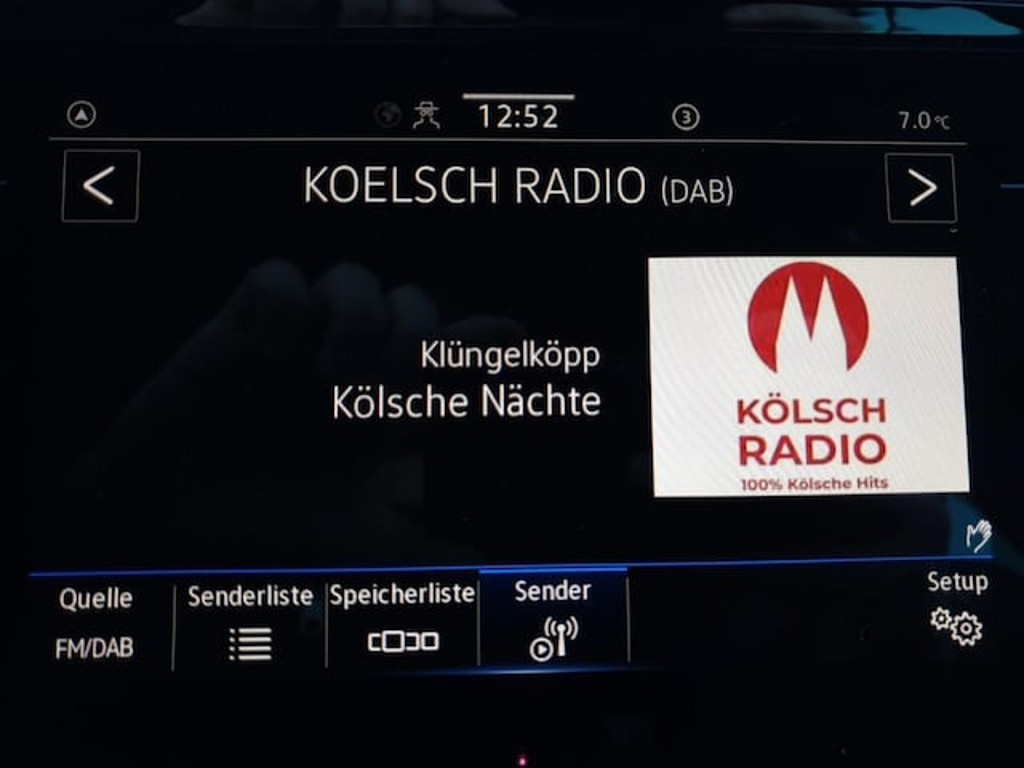 12:52
3
7.0°C
<
KOELSCH RADIO (DAB)
>
Klüngelköpp
Kölsche Nächte
KÖLSCH
RADIO
100% Kölsche Hits
Quelle
FM/DAB
Senderliste
Speicherliste
Sender
Setup